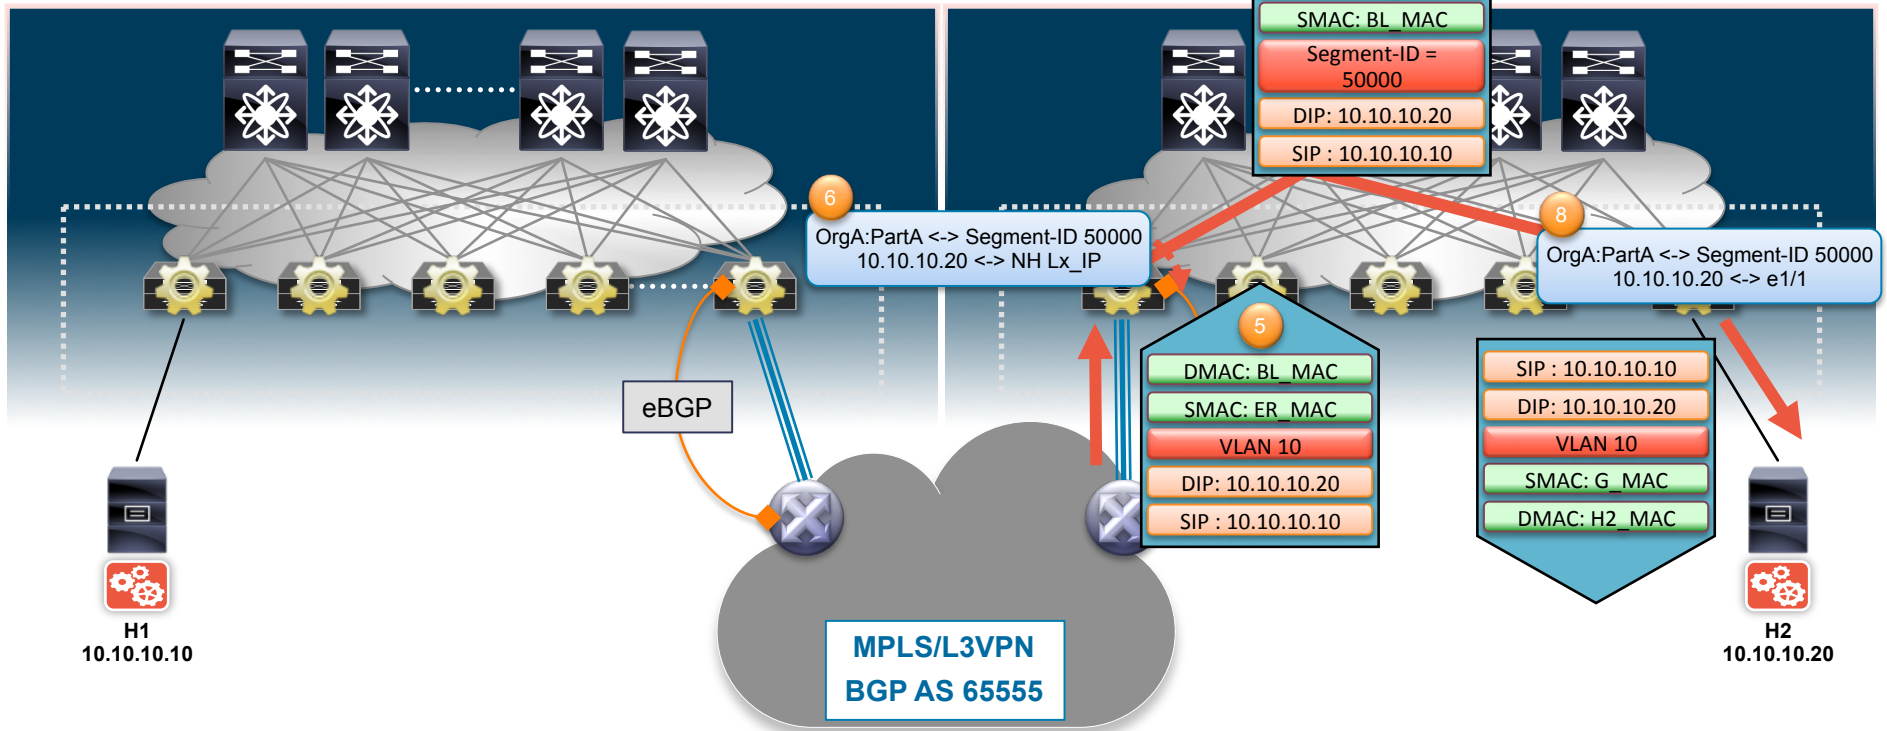 SMAC: BL_MAC
Segment-ID =
50000
DIP: 10.10.10.20
SIP : 10.10.10.10
6
OrgA:PartA <-> Segment-ID 50000
10.10.10.20 <-> NH Lx_IP
8
OrgA:PartA <-> Segment-ID 50000
10.10.10.20 <-> e1/1
5
DMAC: BL_MAC
SMAC: ER_MAC
VLAN 10
DIP: 10.10.10.20
SIP : 10.10.10.10
SIP : 10.10.10.10
DIP: 10.10.10.20
VLAN 10
SMAC: G_MAC
DMAC: H2_MAC
eBGP
H1
10.10.10.10
MPLS/L3VPN
BGP AS 65555
H2
10.10.10.20